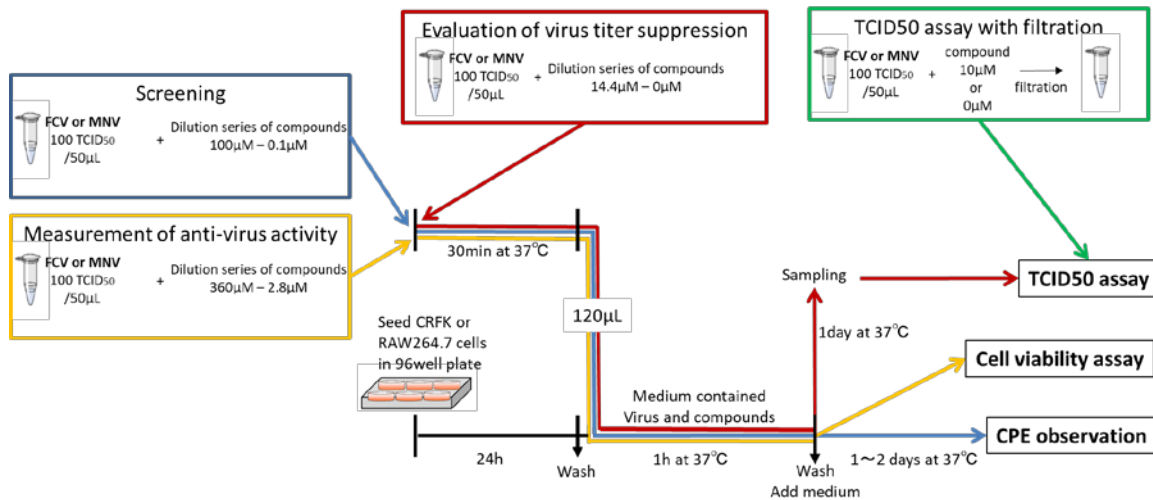 Screening
FCV or MNV
100 TCID50
/50μL
+
Dilution series of compounds
100μM – 0.1μM
Measurement of anti-virus activity
FCV or MNV
100 TCID50
/50μL
+
Dilution series of compounds
360μM – 2.8μM
Evaluation of virus titer suppression
FCV or MNV
100 TCID50
/50μL
+
Dilution series of compounds
14.4μM – 0μM
TCID50 assay with filtration
FCV or MNV
100 TCID50
/50μL
+
compound
10μM
or
0μM
filtration
30min at 37℃
120μL
Seed CRFK or
RAW264.7 cells
in 96well plate
24h
Wash
Medium contained
Virus and compounds
1h at 37℃
Wash
Add medium
Sampling
1day at 37℃
1～2 days at 37℃
TCID50 assay
Cell viability assay
CPE observation